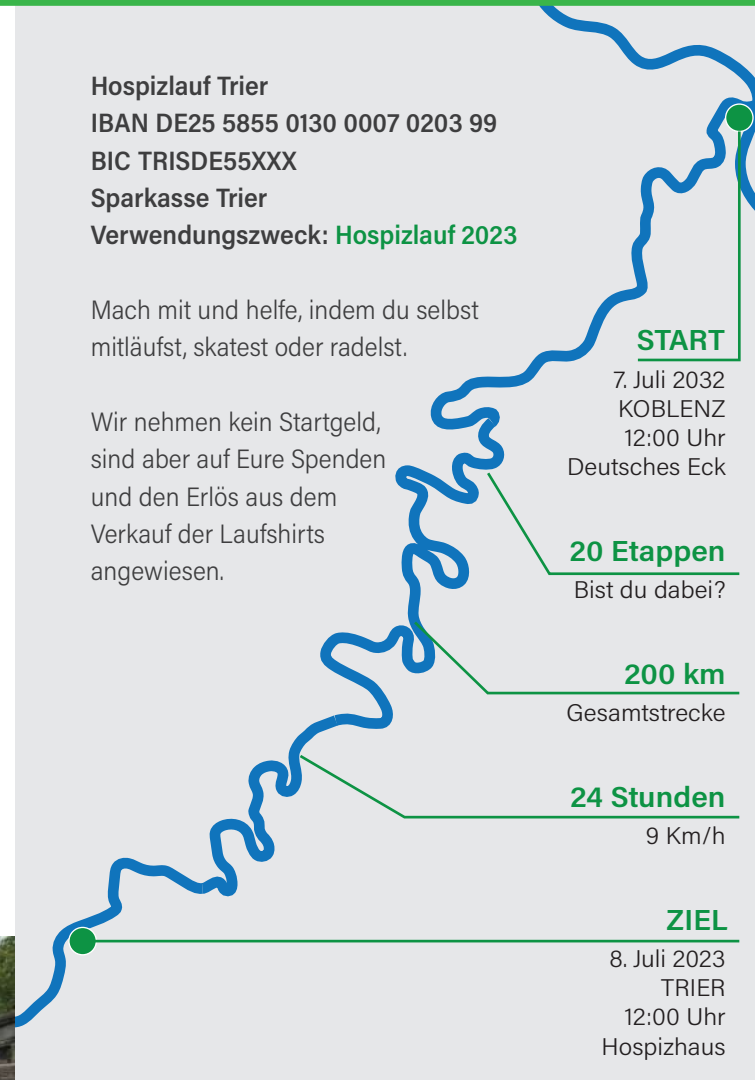 Hospizlauf Trier
IBAN DE25 5855 0130 0007 0203 99
BIC TRISDE55XXX
Sparkasse Trier
Verwendungszweck: Hospizlauf 2023
Mach mit und helfe, indem du selbst
mitläufst, skatest oder radelst.
Wir nehmen kein Startgeld,
sind aber auf Eure Spenden
und den Erlös aus dem
Verkauf der Laufshirts
angewiesen.
START
7. Juli 2032
KOBLENZ
12:00 Uhr
Deutsches Eck
20 Etappen
Bist du dabei?
200 km
Gesamtstrecke
24 Stunden
9 Km/h
ZIEL
8. Juli 2023
TRIER
12:00 Uhr
Hospizhaus